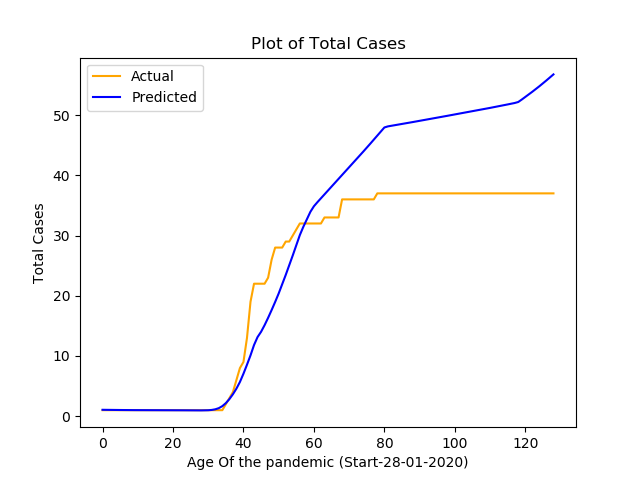 Plot of Total Cases
Actual
Predicted
50
40
30
20
10
0
Total Cases
0 20 40 60 80 100 120
Age Of the pandemic (Start-28-01-2020)